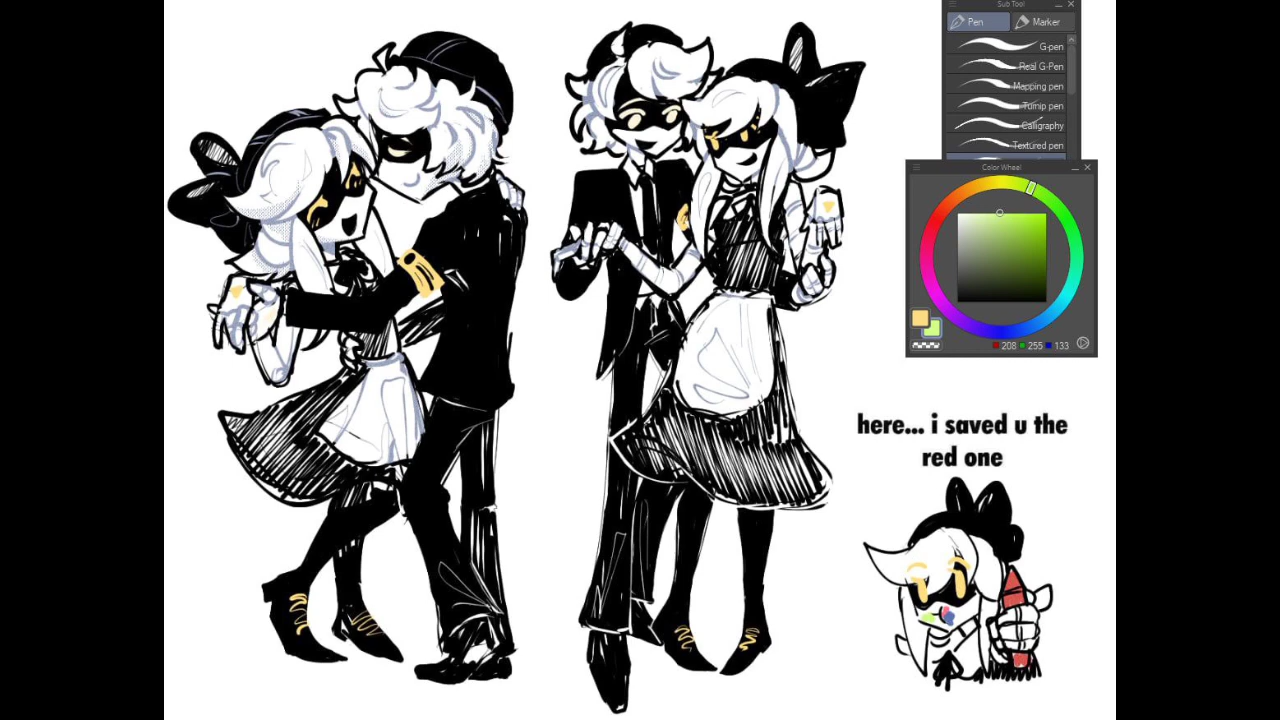 Sub Tool
Pen
Marker
G-pen
Real G-Pen
Mapping pen
Turnip pen
Calligraphy
Textured pen
Color Wheel
208 255 133
here... i saved u the
red one